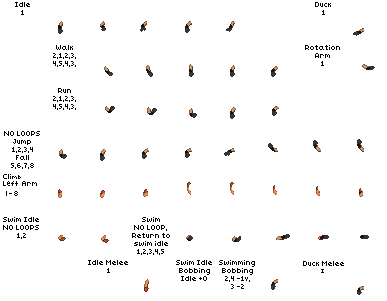 Idle
1
Duck
1
Walk
2,1,2,3,
4,5,4,3,
Rotation
Arm
1
Run
2,1,2,3,
4,5,4,3,
NO LOOPS
Jump
1,2,3,4
Fall
5,6,7,8
Climb
Left Arm
1-8
Swim Idle
NO LOOPS
1,2
Swim
NO LOOP,
Return to
swim idle
1,2,3,4,5
Swim Idle
Bobbing
Idle +0
Swimming
Bobbing
2,4 -1v,
3 -2
Idle Melee
1
Duck Melee
1